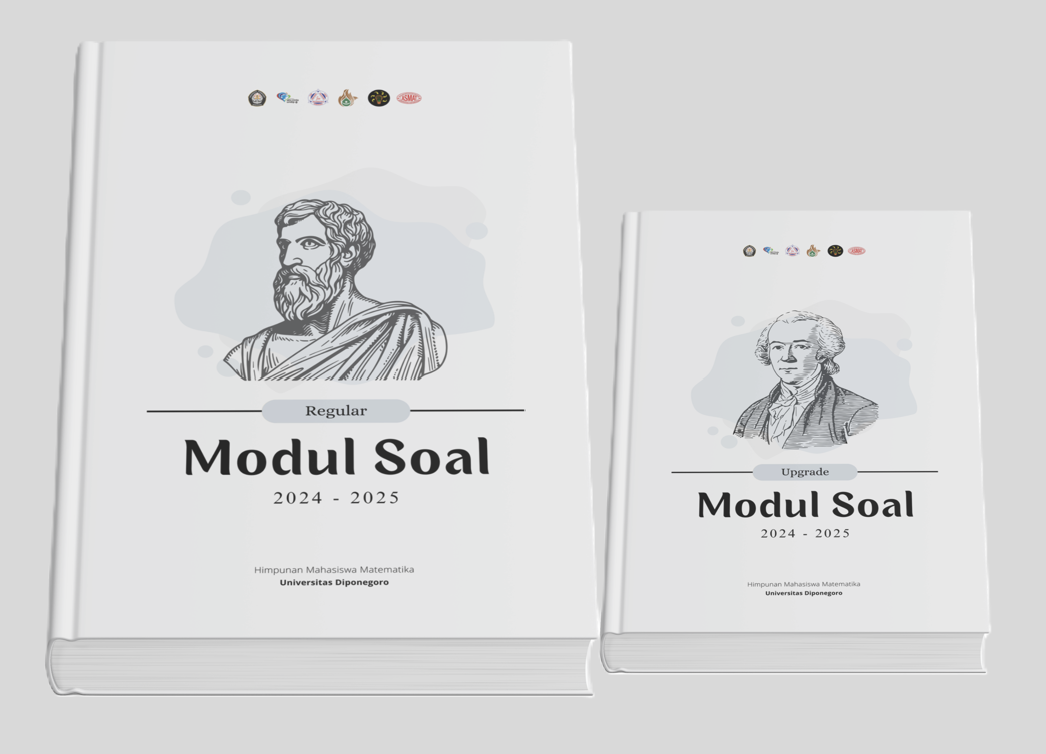 Regular
Modul Soal
2024 - 2025
Himpunan Mahasiswa Matematika
Universitas Diponegoro
Upgrade
Modul Soal
2024 - 2025
Himpunan Mahasiswa Matematika
Universitas Diponegoro